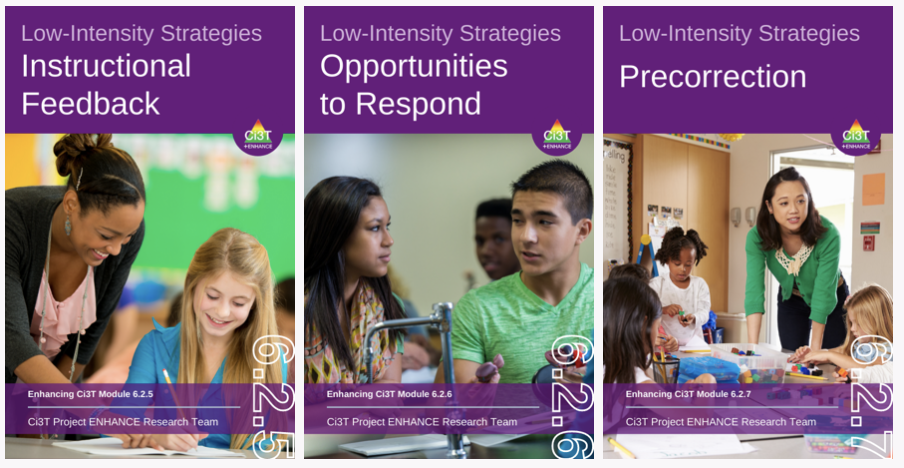 Low-Intensity Strategies
Instructional
Feedback
Ci3T
+ENHANCE
6.2.5
Enhancing Ci3T Module 6.2.5
Ci3T Project ENHANCE Research Team
Low-Intensity Strategies
Opportunities
to Respond
Ci3T
+ENHANCE
6.2.6
Enhancing Ci3T Module 6.2.6
Ci3T Project ENHANCE Research Team
Low-Intensity Strategies
Precorrection
Ci3T
+ENHANCE
6.2.7
Enhancing Ci3T Module 6.2.7
Ci3T Project ENHANCE Research Team